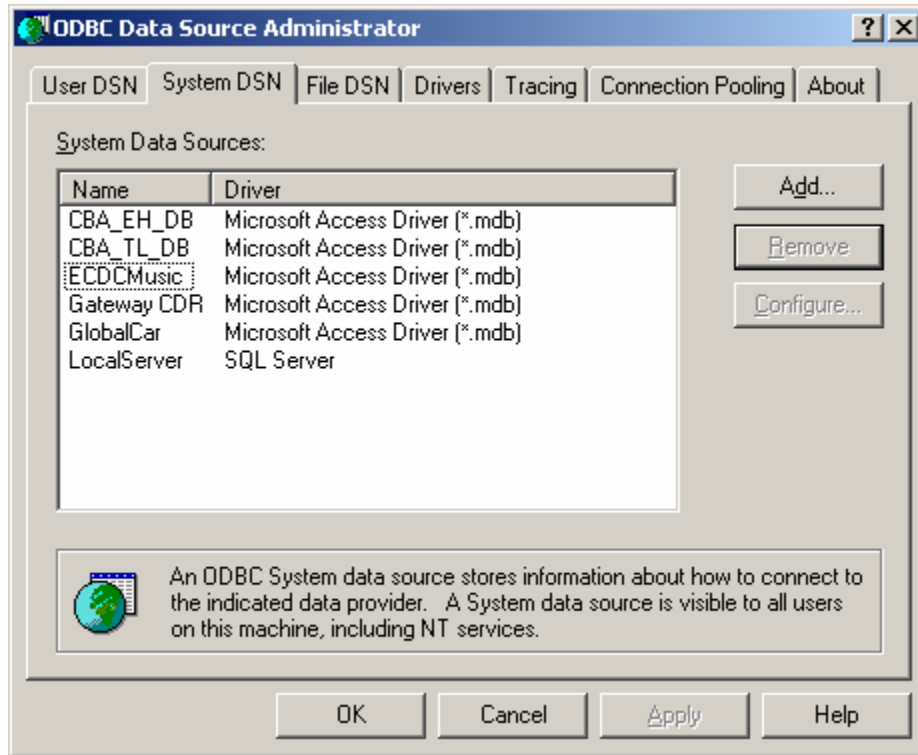 ODBC Data Source Administrator
User DSN System DSN File DSN Drivers Tracing Connection Pooling About
System Data Sources:
Name Driver
CBA_EH_DB Microsoft Access Driver (*.mdb)
CBA_TL_DB Microsoft Access Driver (*.mdb)
ECDCMusic Microsoft Access Driver (*.mdb)
Gateway CDR Microsoft Access Driver (*.mdb)
GlobalCar Microsoft Access Driver (*.mdb)
LocalServer SQL Server
Add...
Remove
Configure...
An ODBC System data source stores information about how to connect to
the indicated data provider. A System data source is visible to all users
on this machine, including NT services.
OK Cancel Apply Help